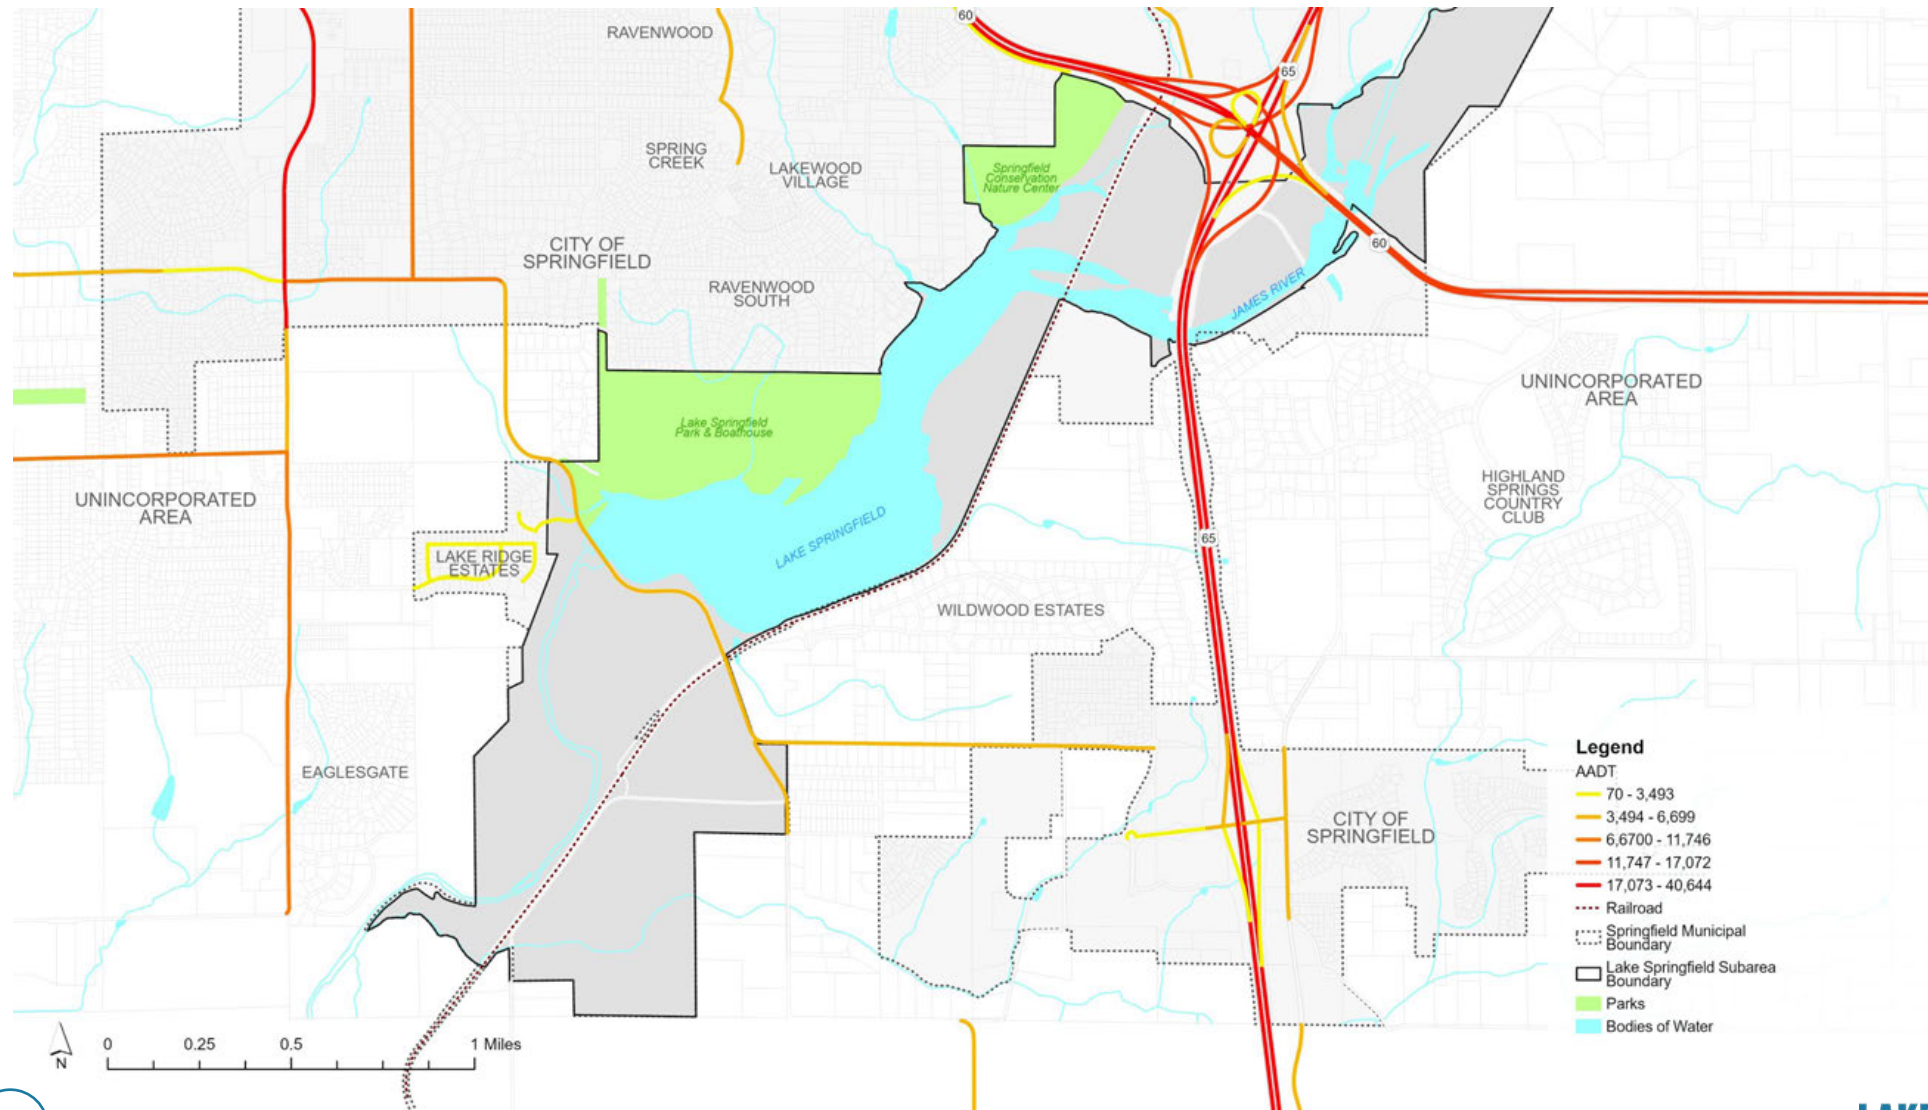 60
RAVENWOOD
65
SPRING
CREEK
LAKEWOOD
VILLAGE
Springfield
Conservation
Nature Center
CITY OF
SPRINGFIELD
60
RAVENWOOD
SOUTH
JAMES RIVER
UNINCORPORATED
AREA
Lake Springfield
Park & Boathouse
UNINCORPORATED
AREA
HIGHLAND
SPRINGS
COUNTRY
CLUB
LAKE SPRINGFIELD
65
LAKE RIDGE
ESTATES
WILDWOOD ESTATES
EAGLESGATE
CITY OF
SPRINGFIELD
Legend
AADT
70 - 3,493
3,494 - 6,699
6,6700 - 11,746
11,747 - 17,072
17,073 - 40,644
Railroad
Springfield Municipal
Boundary
Lake Springfield Subarea
Boundary
Parks
Bodies of Water
N
0 0.25 0.5 1 Miles